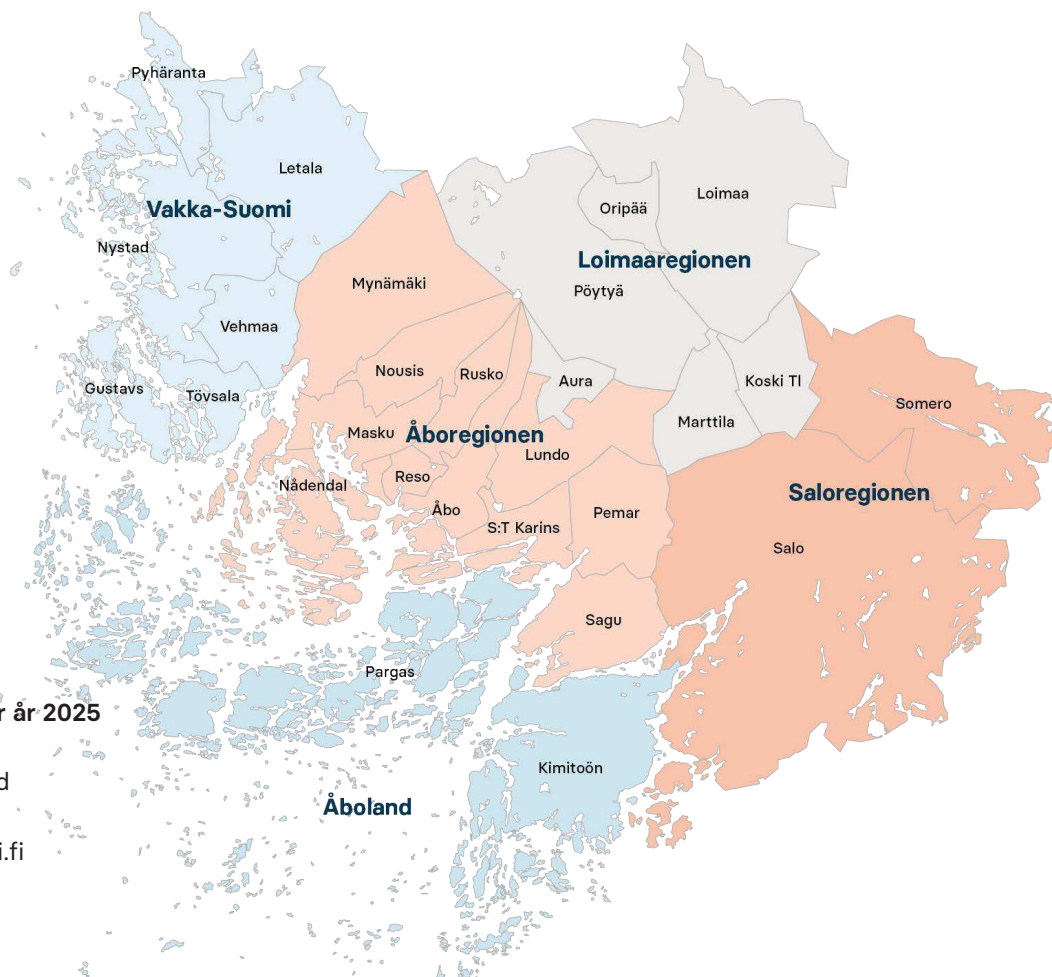 Pyhäranta
Letala
Loimaa
Vakka-Suomi
Oripää
Nystad
Loimaaregionen
Mynämäki
Pöytyä
Vehmaa
Nousis
Rusko
Aura
Koski Tl
Gustavs
Tövsala
Somero
Marttila
Masku
Åboregionen
Lundo
Reso
Nådendal
Saloregionen
Åbo
Pemar
S:T Karins
Salo
Sagu
Pargas
r år 2025
Kimitoön
d
Åboland
i.fi